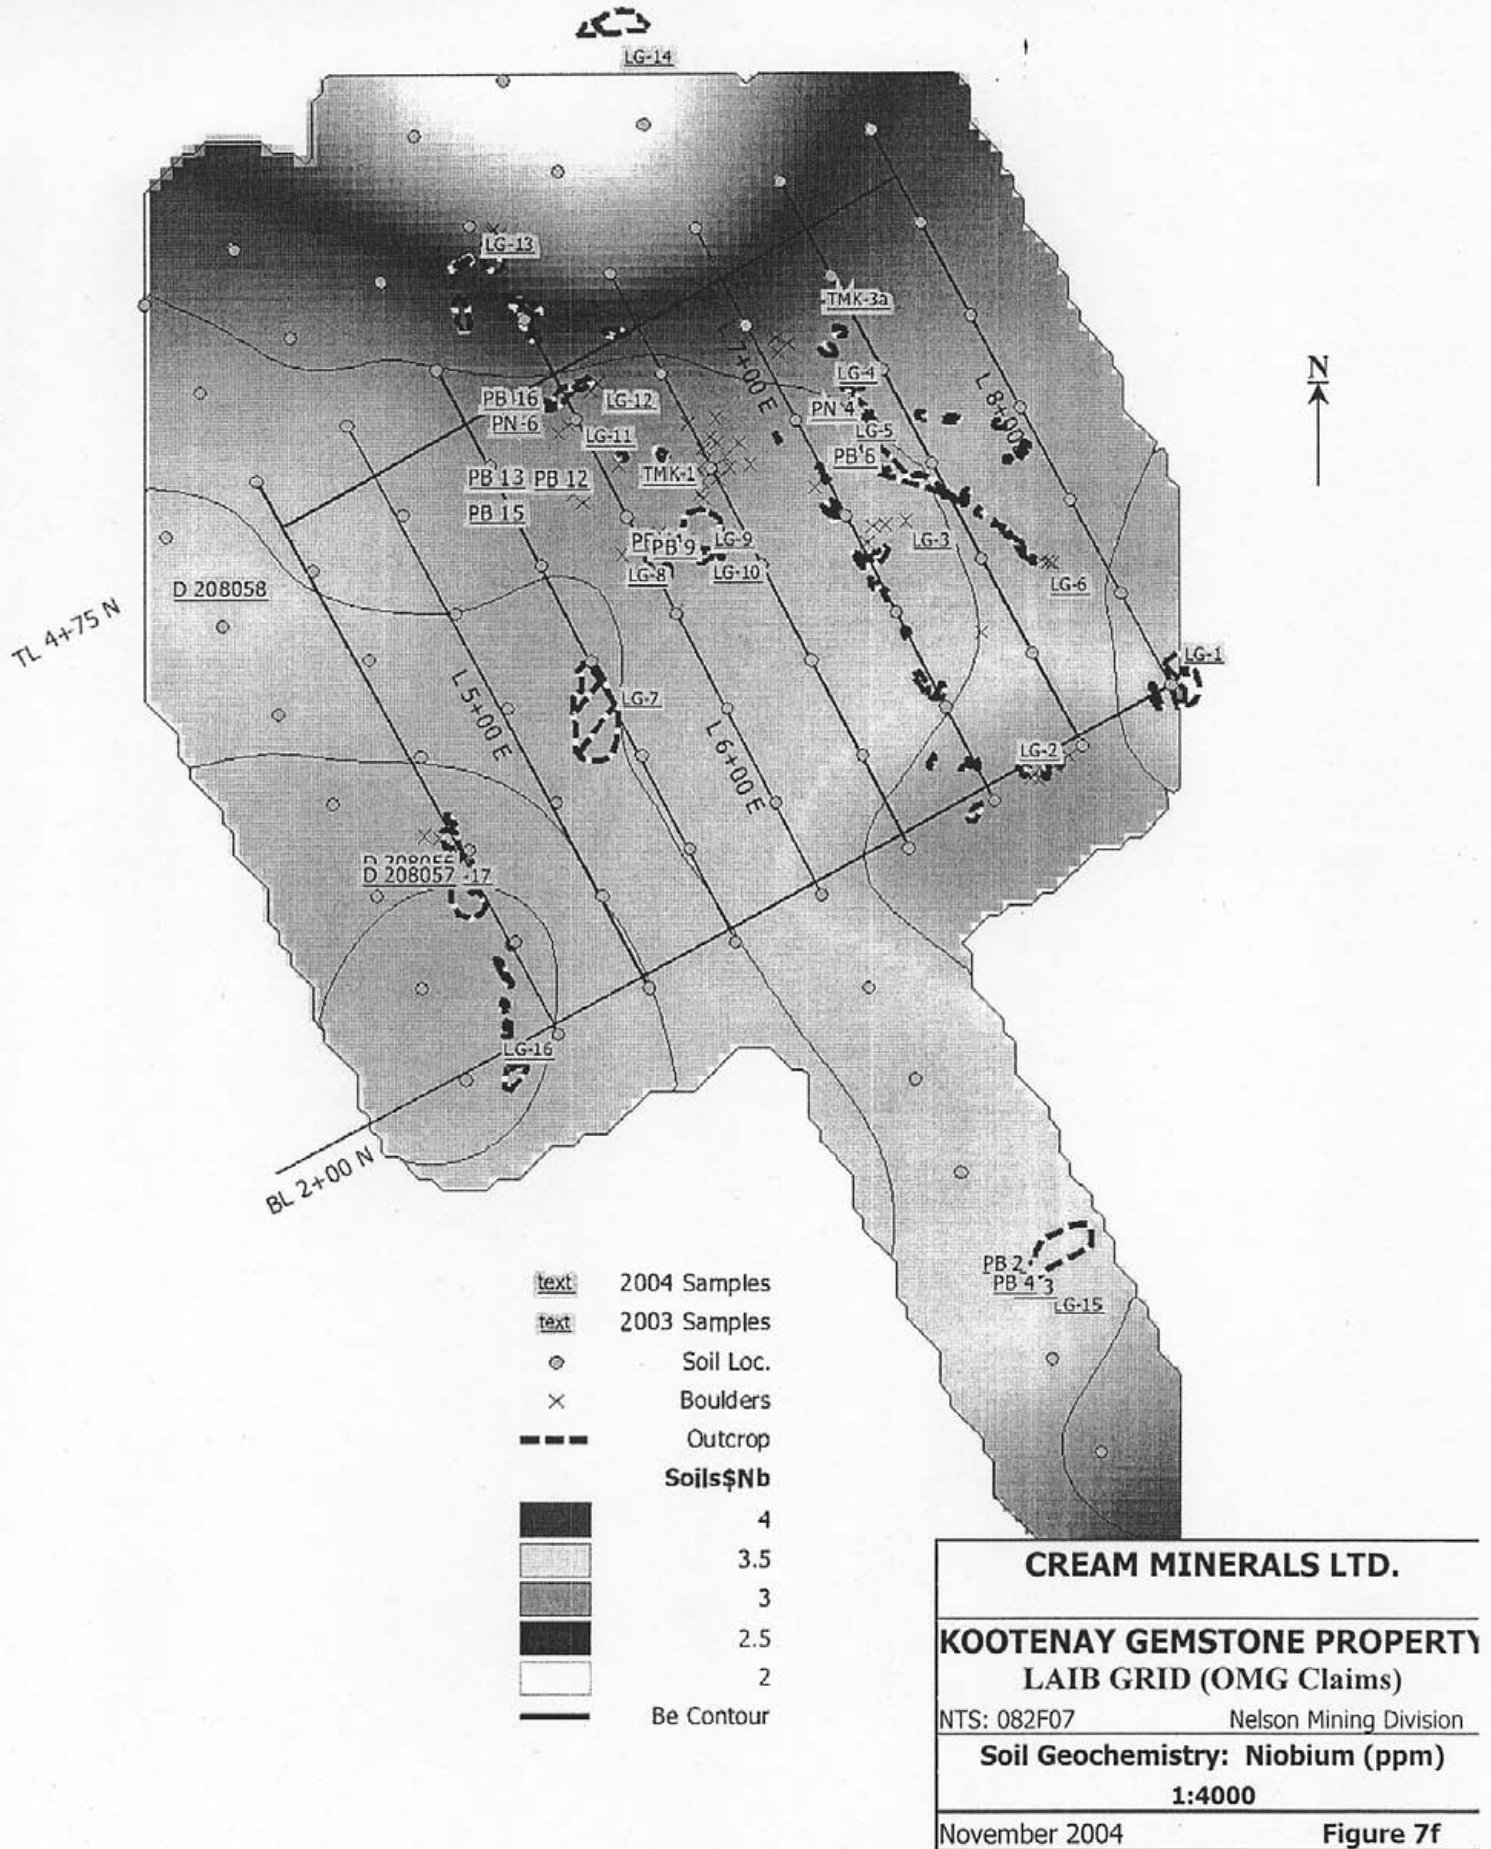 LG-14
LG-13
TMK-3a
L 7+00 E
LG-4
L 8+00
PB 16
LG-12
PN 4
PN-6
LG-11
LG-5
PB 6
PB 13
PB 12
TMK-1
PB 15
LG-9
LG-3
PB 9
LG-8
LG-10
LG-6
D 208058
TL 4+75 N
LG-1
L 5+00 E
LG-7
L 6+00 E
LG-2
D 208056
D 208057 -17
LG-16
BL 2+00 N
PB 2
PB 4 3
LG-15
N
text 2004 Samples
text 2003 Samples
Soil Loc.
Boulders
Outcrop
Soils$Nb
4
3.5
3
2.5
2
Be Contour
CREAM MINERALS LTD.
KOOTENAY GEMSTONE PROPERTY
LAIB GRID (OMG Claims)
NTS: 082F07 Nelson Mining Division
Soil Geochemistry: Niobium (ppm)
1:4000
November 2004 Figure 7f